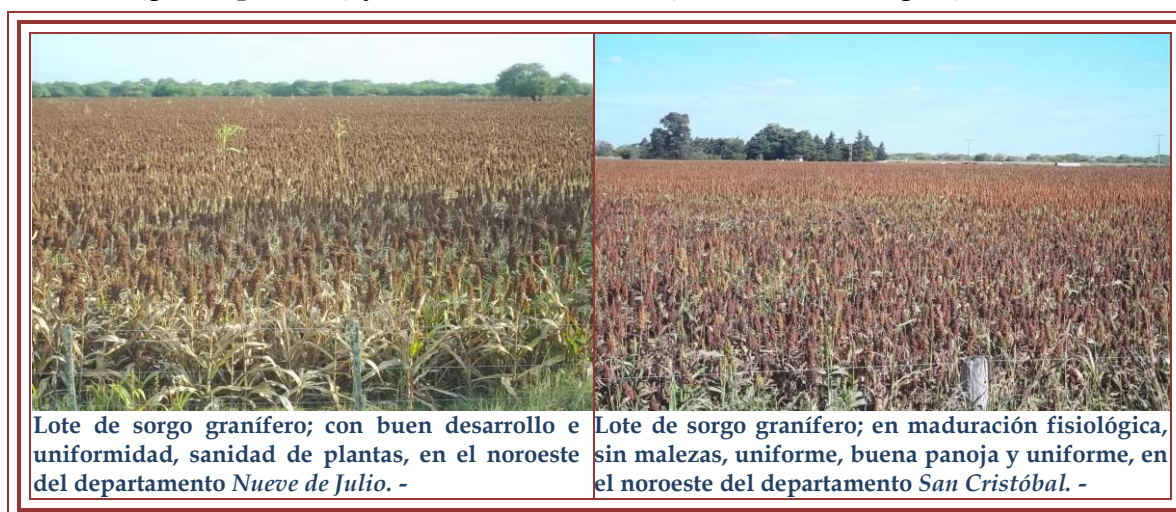 Lote de sorgo granífero; con buen desarrollo e
uniformidad, sanidad de plantas, en el noroeste
del departamento Nueve de Julio. -
Lote de sorgo granífero; en maduración fisiológica,
sin malezas, uniforme, buena panoja y uniforme, en
el noroeste del departamento San Cristóbal. -